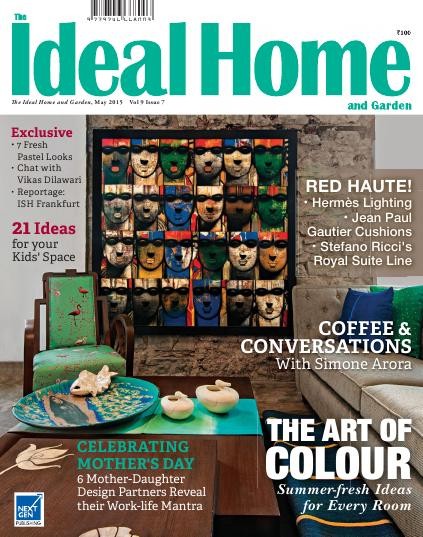 The
Ideal Home
and Garden
₹100
The Ideal Home and Garden, May 2015 Vol 9 Issue 7
Exclusive
• 7 Fresh
Pastel Looks
• Chat with
Vikas Dilawari
• Reportage:
ISH Frankfurt
21 Ideas
for your
Kids' Space
RED HAUTE!
• Hermès Lighting
• Jean Paul
Gautier Cushions
• Stefano Ricci's
Royal Suite Line
COFFEE &
CONVERSATIONS
With Simone Arora
THE ART OF
COLOUR
Summer-fresh Ideas
for Every Room
CELEBRATING
MOTHER'S DAY
6 Mother-Daughter
Design Partners Reveal
their Work-life Mantra
NEXT
GEN
PUBLISHING